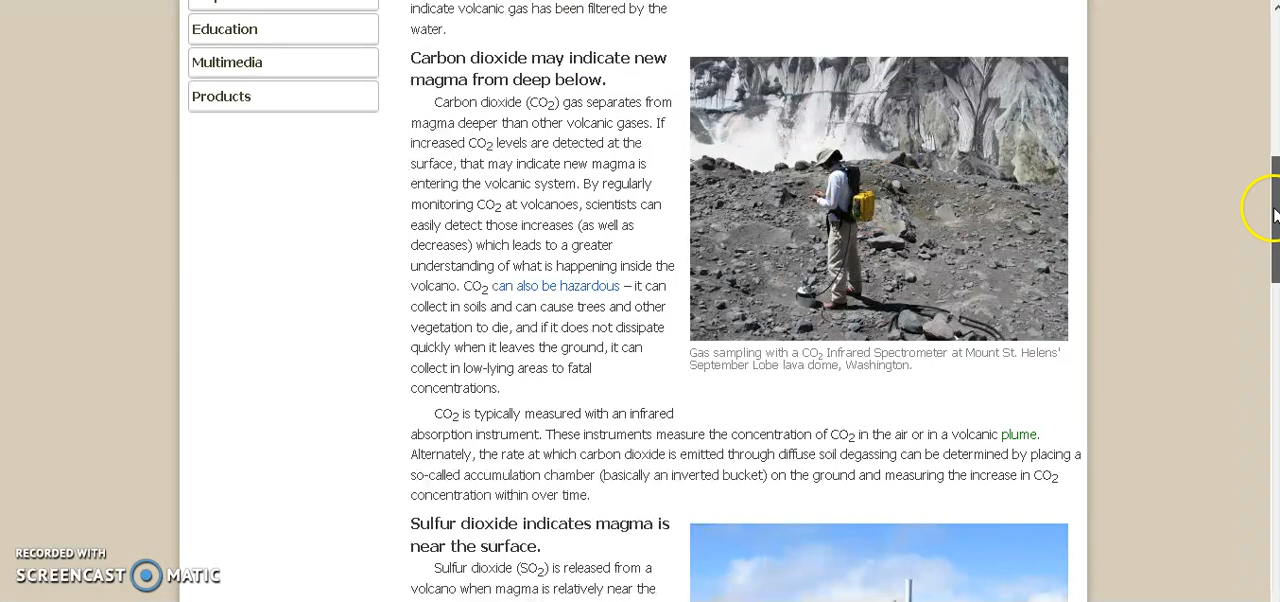 Education
Multimedia
Products
indicate volcanic gas has been filtered by the
water.
Carbon dioxide may indicate new
magma from deep below.
Carbon dioxide (CO2) gas separates from
magma deeper than other volcanic gases. If
increased CO2 levels are detected at the
surface, that may indicate new magma is
entering the volcanic system. By regularly
monitoring CO2 at volcanoes, scientists can
easily detect those increases (as well as
decreases) which leads to a greater
understanding of what is happening inside the
volcano. CO2 can also be hazardous – it can
collect in soils and can cause trees and other
vegetation to die, and if it does not dissipate
quickly when it leaves the ground, it can
collect in low-lying areas to fatal
concentrations.
Gas sampling with a CO2 Infrared Spectrometer at Mount St. Helens'
September Lobe lava dome, Washington.
CO2 is typically measured with an infrared
absorption instrument. These instruments measure the concentration of CO2 in the air or in a volcanic plume.
Alternately, the rate at which carbon dioxide is emitted through diffuse soil degassing can be determined by placing a
so-called accumulation chamber (basically an inverted bucket) on the ground and measuring the increase in CO2
concentration within over time.
Sulfur dioxide indicates magma is
near the surface.
Sulfur dioxide (SO2) is released from a
volcano when magma is relatively near the
RECORDED WITH
SCREENCAST MATIC